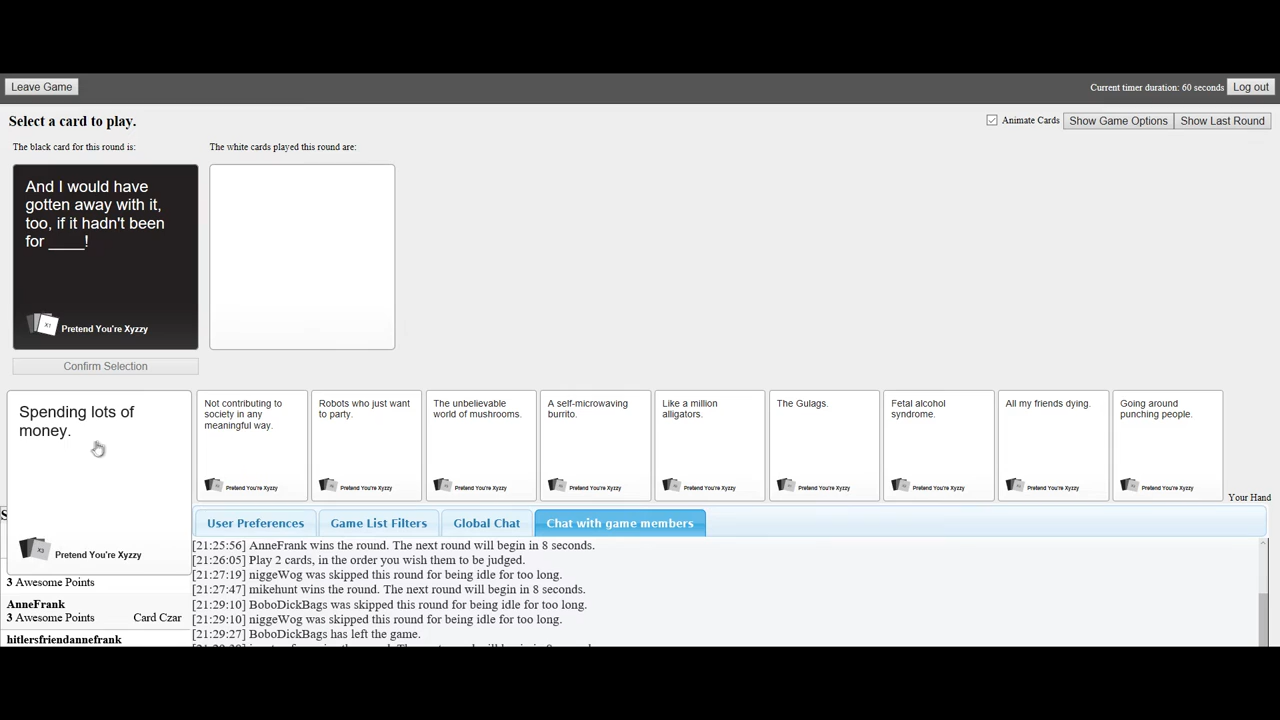 Leave Game
Current timer duration: 60 seconds
Log out
Select a card to play.
Animate Cards
Show Game Options
Show Last Round
The black card for this round is:
The white cards played this round are:
And I would have
gotten away with it,
too, if it hadn't been
for ____!
X1
Pretend You're Xyzzy
Confirm Selection
Spending lots of
money.
X3
Pretend You're Xyzzy
Not contributing to
society in any
meaningful way.
Pretend You're Xyzzy
Robots who just want
to party.
Pretend You're Xyzzy
The unbelievable
world of mushrooms.
Pretend You're Xyzzy
A self-microwaving
burrito.
Pretend You're Xyzzy
Like a million
alligators.
Pretend You're Xyzzy
The Gulags.
Pretend You're Xyzzy
Fetal alcohol
syndrome.
Pretend You're Xyzzy
All my friends dying.
Pretend You're Xyzzy
Going around
punching people.
Pretend You're Xyzzy
Your Hand
User Preferences
Game List Filters
Global Chat
Chat with game members
[21:25:56] AnneFrank wins the round. The next round will begin in 8 seconds.
[21:26:05] Play 2 cards, in the order you wish them to be judged.
[21:27:19] niggeWog was skipped this round for being idle for too long.
[21:27:47] mikehunt wins the round. The next round will begin in 8 seconds.
[21:29:10] BoboDickBags was skipped this round for being idle for too long.
[21:29:10] niggeWog was skipped this round for being idle for too long.
[21:29:27] BoboDickBags has left the game.
3 Awesome Points
AnneFrank
3 Awesome Points
Card Czar
hitlersfriendannefrank